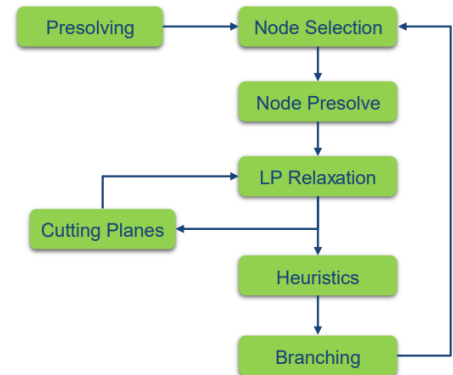 Presolving
Node Selection
Node Presolve
LP Relaxation
Cutting Planes
Heuristics
Branching